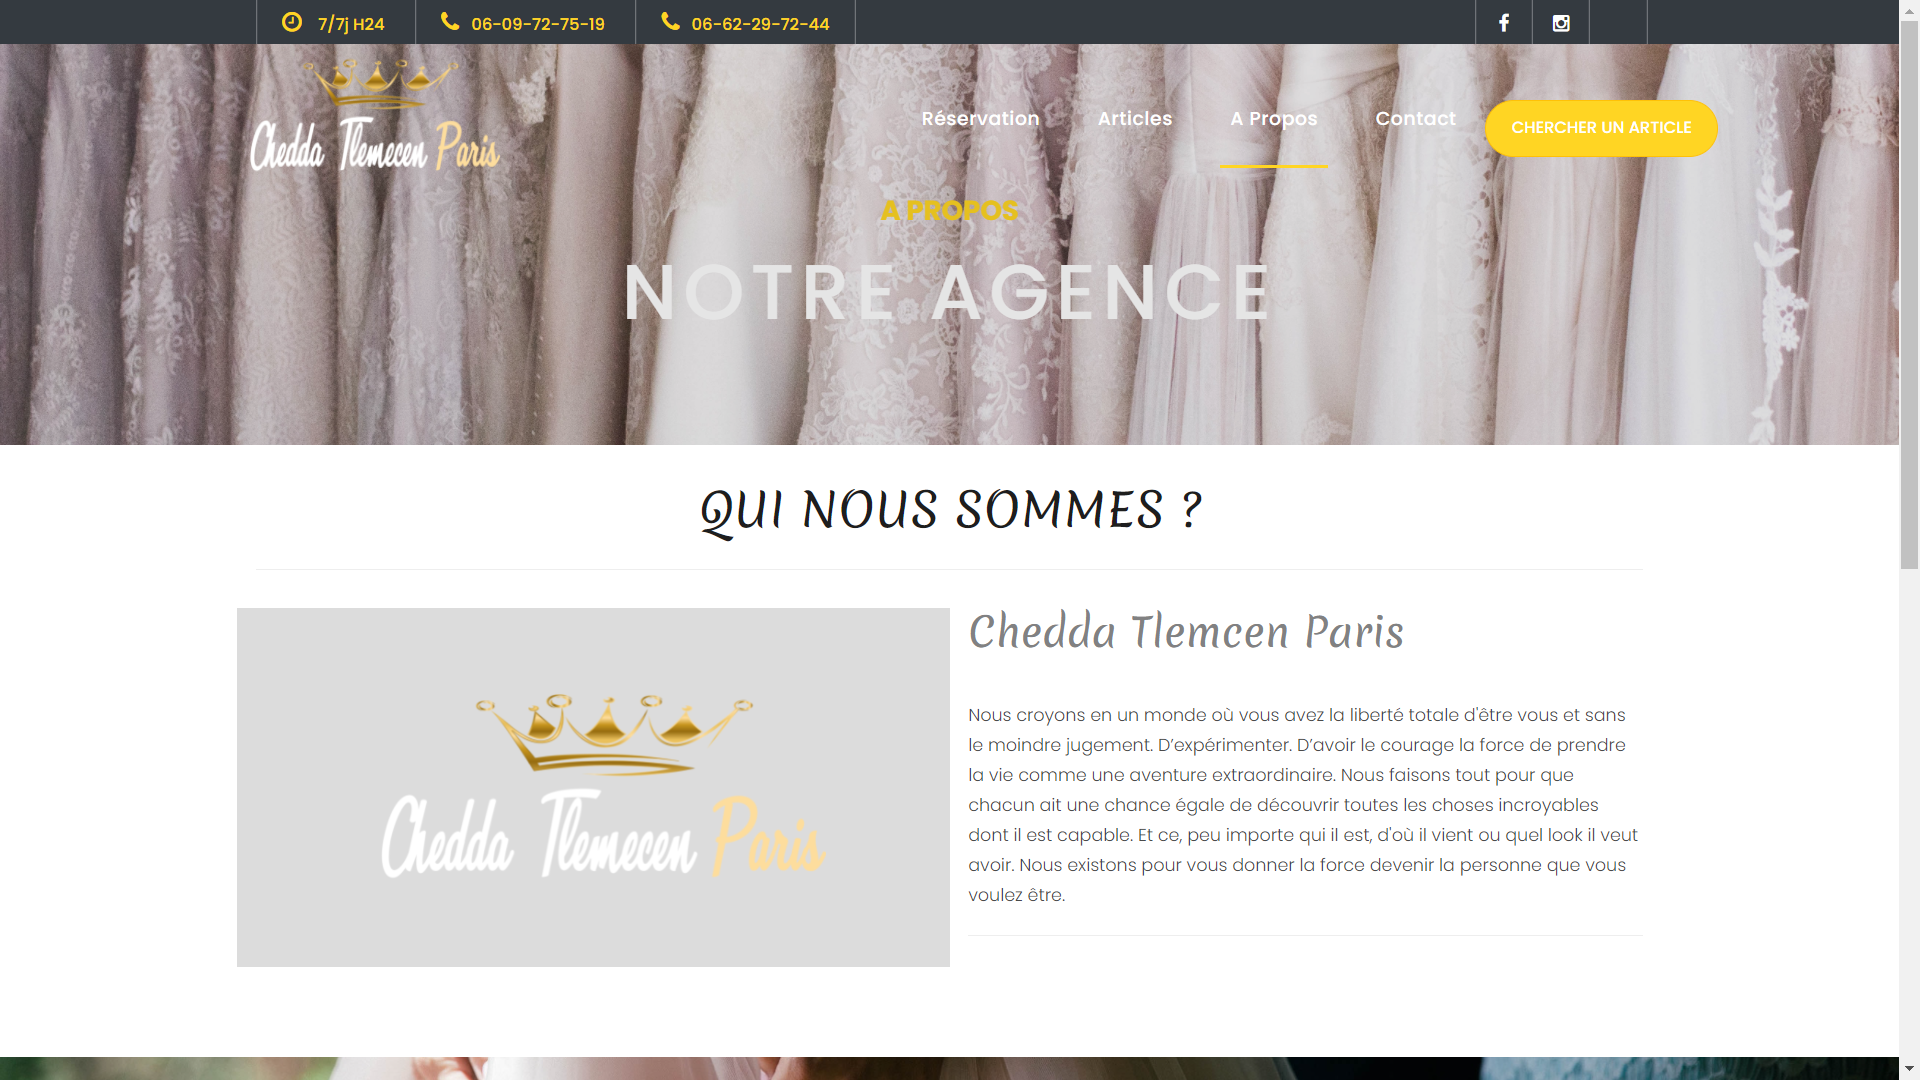 7/7j H24
06-09-72-75-19
06-62-29-72-44
Chedda Tlemecen Paris
Réservation
Articles
A Propos
Contact
CHERCHER UN ARTICLE
A PROPOS
NOTRE AGENCE
QUI NOUS SOMMES ?
Chedda Tlemecen Paris
Chedda Tlemcen Paris
Nous croyons en un monde où vous avez la liberté totale d'être vous et sans
le moindre jugement. D’expérimenter. D’avoir le courage la force de prendre
la vie comme une aventure extraordinaire. Nous faisons tout pour que
chacun ait une chance égale de découvrir toutes les choses incroyables
dont il est capable. Et ce, peu importe qui il est, d'où il vient ou quel look il veut
avoir. Nous existons pour vous donner la force devenir la personne que vous
voulez être.